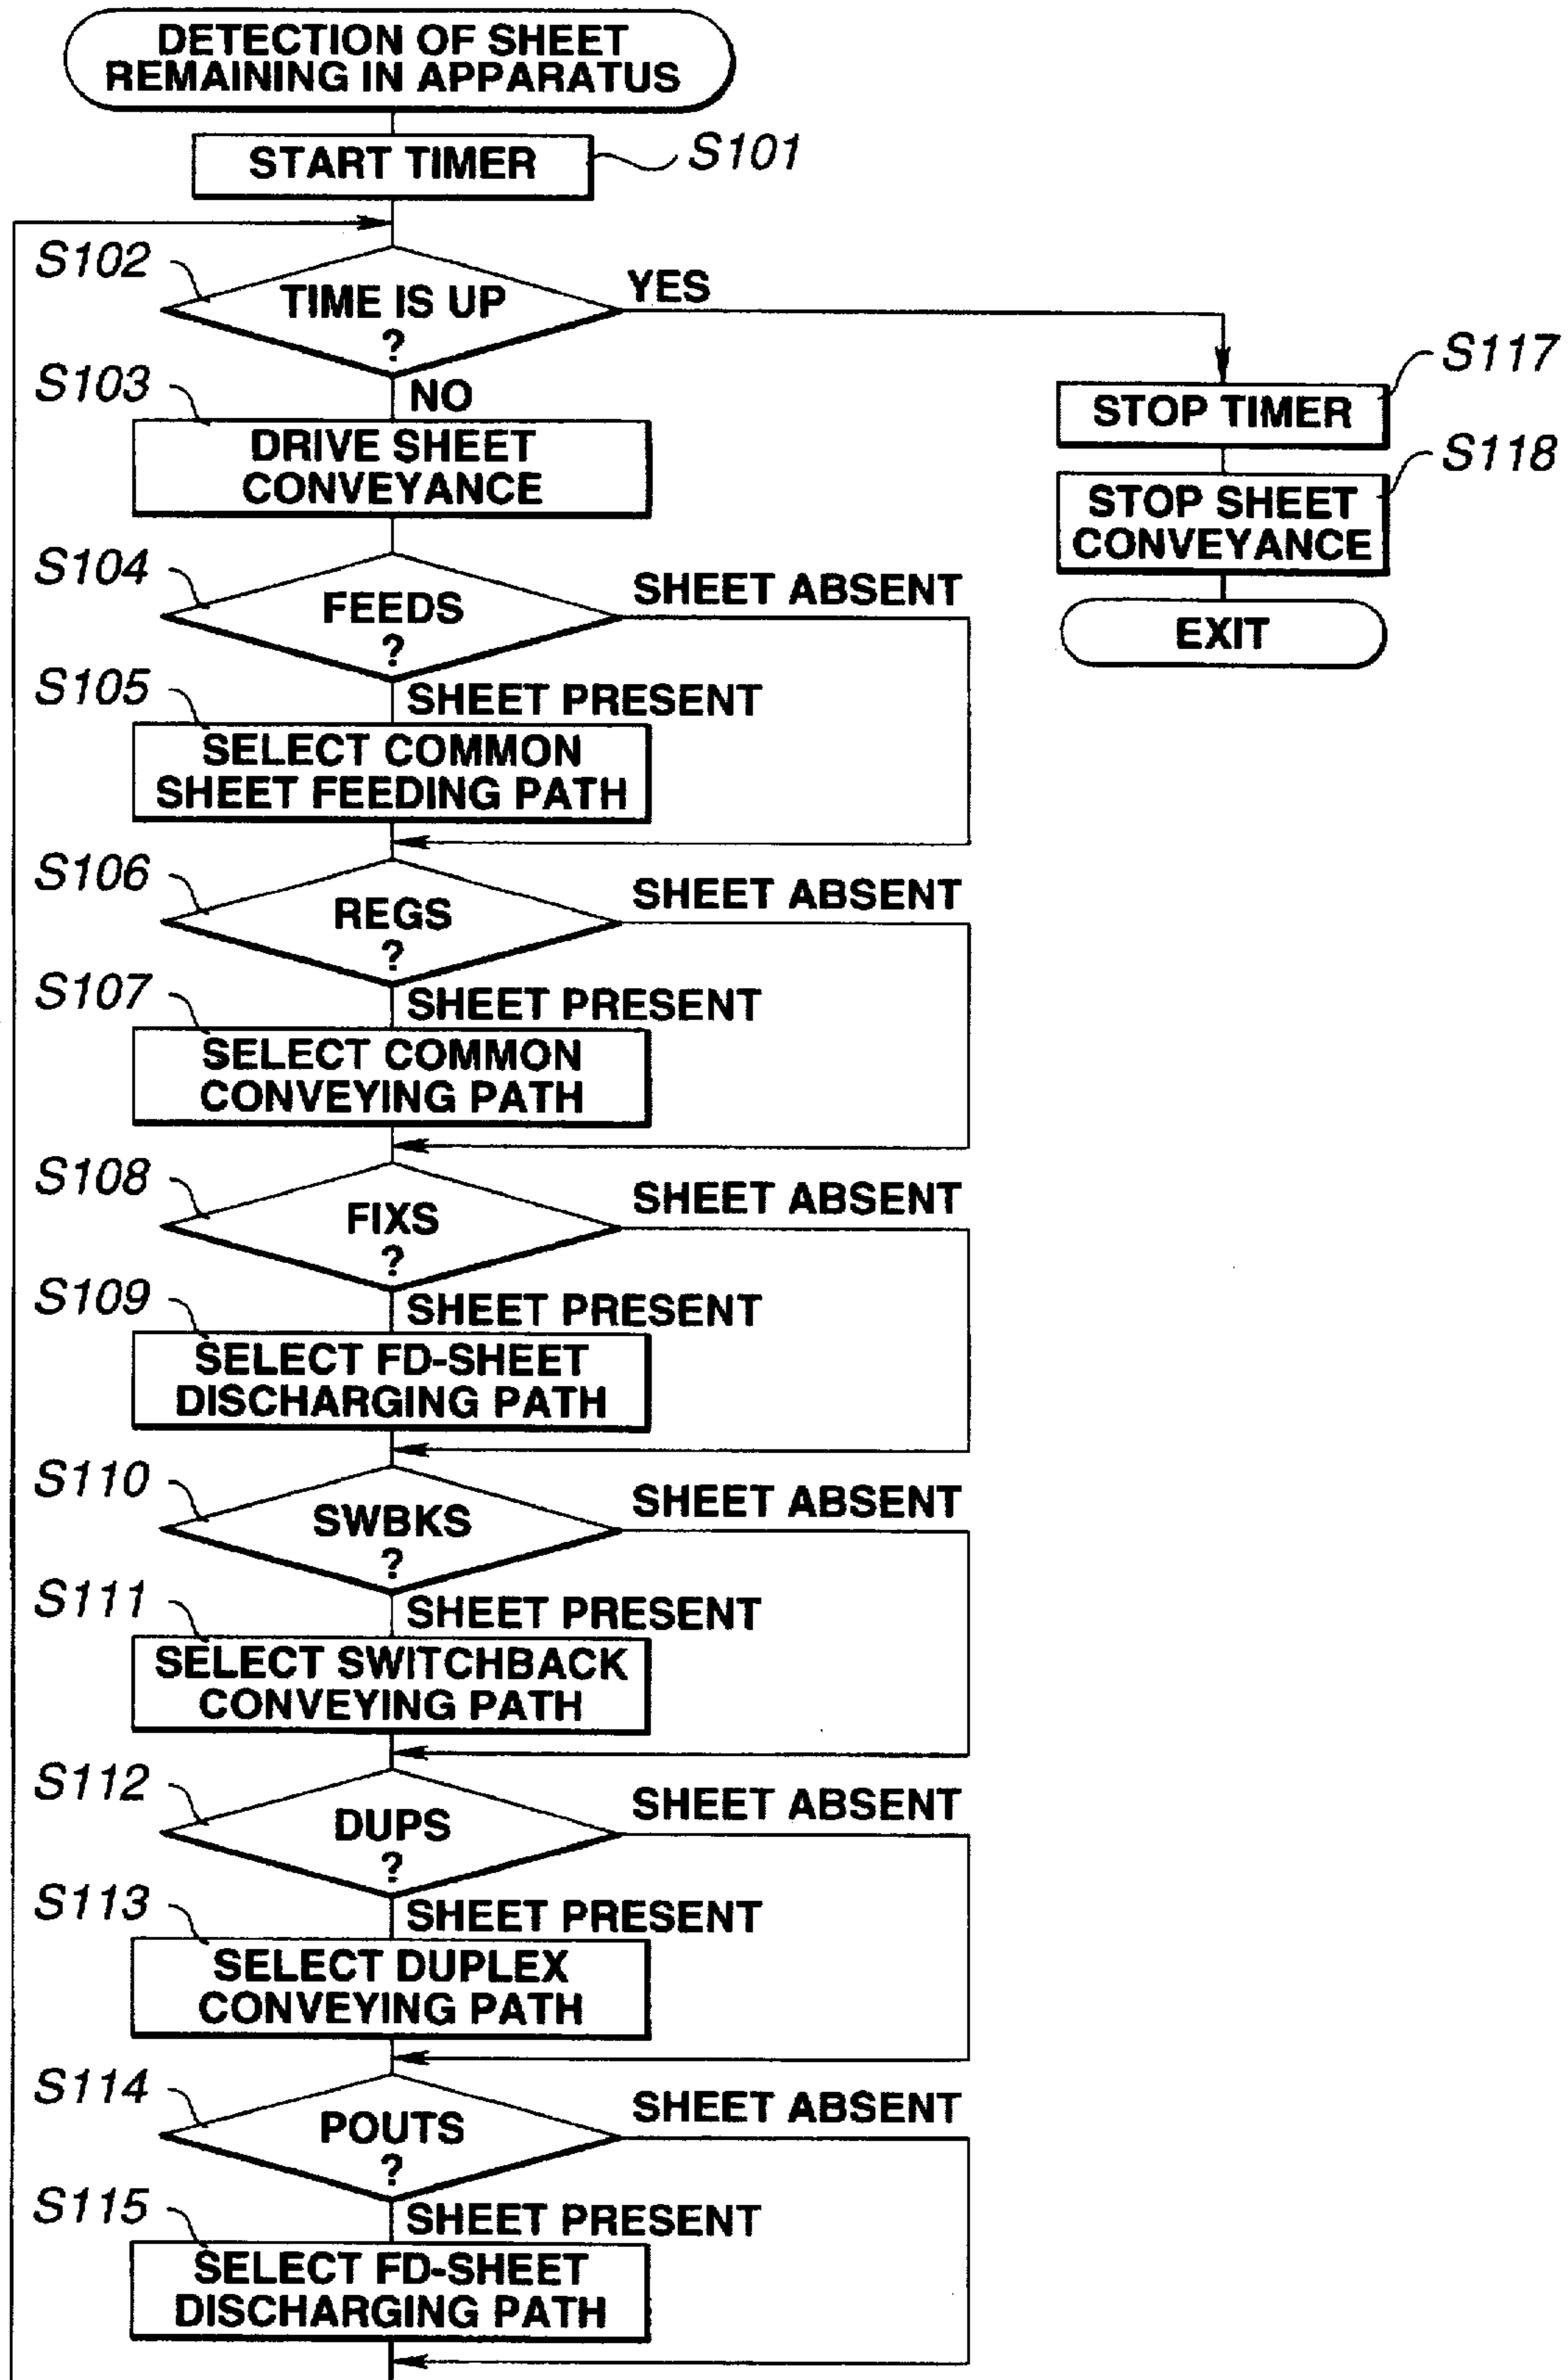 DETECTION OF SHEET
REMAINING IN APPARATUS
START TIMER
S101
S102
TIME IS UP
?
YES
NO
S117
STOP TIMER
S118
STOP SHEET
CONVEYANCE
EXIT
S103
DRIVE SHEET
CONVEYANCE
S104
FEEDS
?
SHEET ABSENT
SHEET PRESENT
S105
SELECT COMMON
SHEET FEEDING PATH
S106
REGS
?
SHEET ABSENT
SHEET PRESENT
S107
SELECT COMMON
CONVEYING PATH
S108
FIXS
?
SHEET ABSENT
SHEET PRESENT
S109
SELECT FD-SHEET
DISCHARGING PATH
S110
SWBKS
?
SHEET ABSENT
SHEET PRESENT
S111
SELECT SWITCHBACK
CONVEYING PATH
S112
DUPS
?
SHEET ABSENT
SHEET PRESENT
S113
SELECT DUPLEX
CONVEYING PATH
S114
POUTS
?
SHEET ABSENT
SHEET PRESENT
S115
SELECT FD-SHEET
DISCHARGING PATH